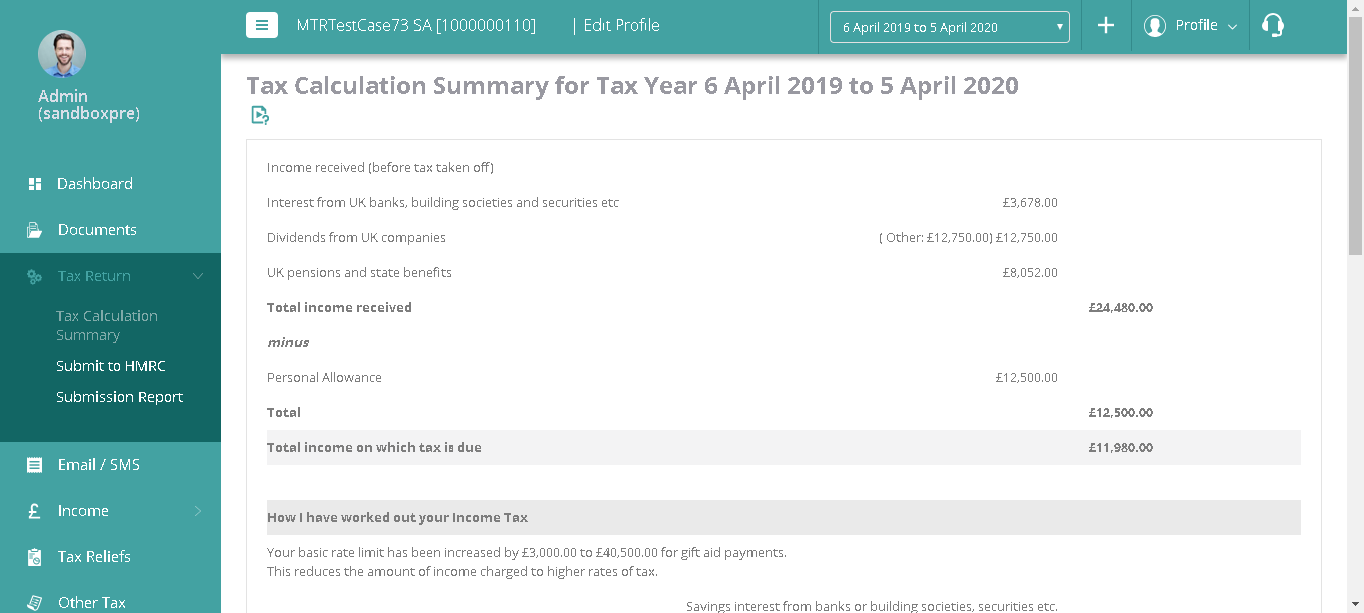 MTRTestCase73 SA [1000000110] | Edit Profile
6 April 2019 to 5 April 2020
Profile
Admin
(sandboxpre)
Dashboard
Documents
Tax Return
Tax Calculation
Summary
Submit to HMRC
Submission Report
Email / SMS
Income
Tax Reliefs
Other Tax
Tax Calculation Summary for Tax Year 6 April 2019 to 5 April 2020
Income received (before tax taken off)
Interest from UK banks, building societies and securities etc £3,678.00
Dividends from UK companies ( Other: £12,750.00) £12,750.00
UK pensions and state benefits £8,052.00
Total income received £24,480.00
minus
Personal Allowance £12,500.00
Total £12,500.00
Total income on which tax is due £11,980.00
How I have worked out your Income Tax
Your basic rate limit has been increased by £3,000.00 to £40,500.00 for gift aid payments.
This reduces the amount of income charged to higher rates of tax.
Savings interest from banks or building societies, securities etc.